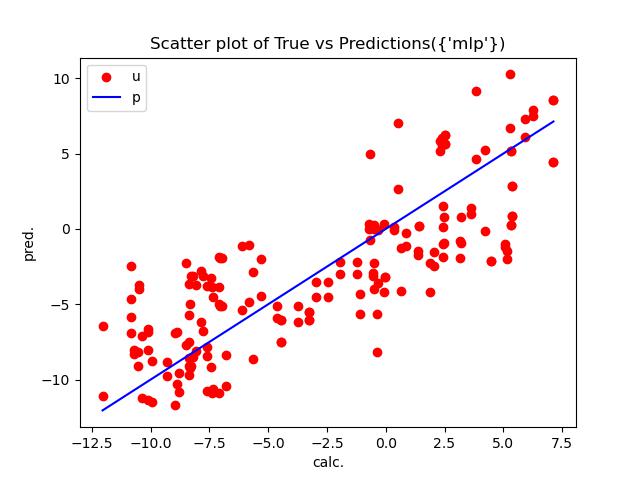 Scatter plot of True vs Predictions({'mlp'})
u
p
pred.
10
5
0
−5
−10
−12.5 −10.0 −7.5 −5.0 −2.5 0.0 2.5 5.0 7.5
calc.